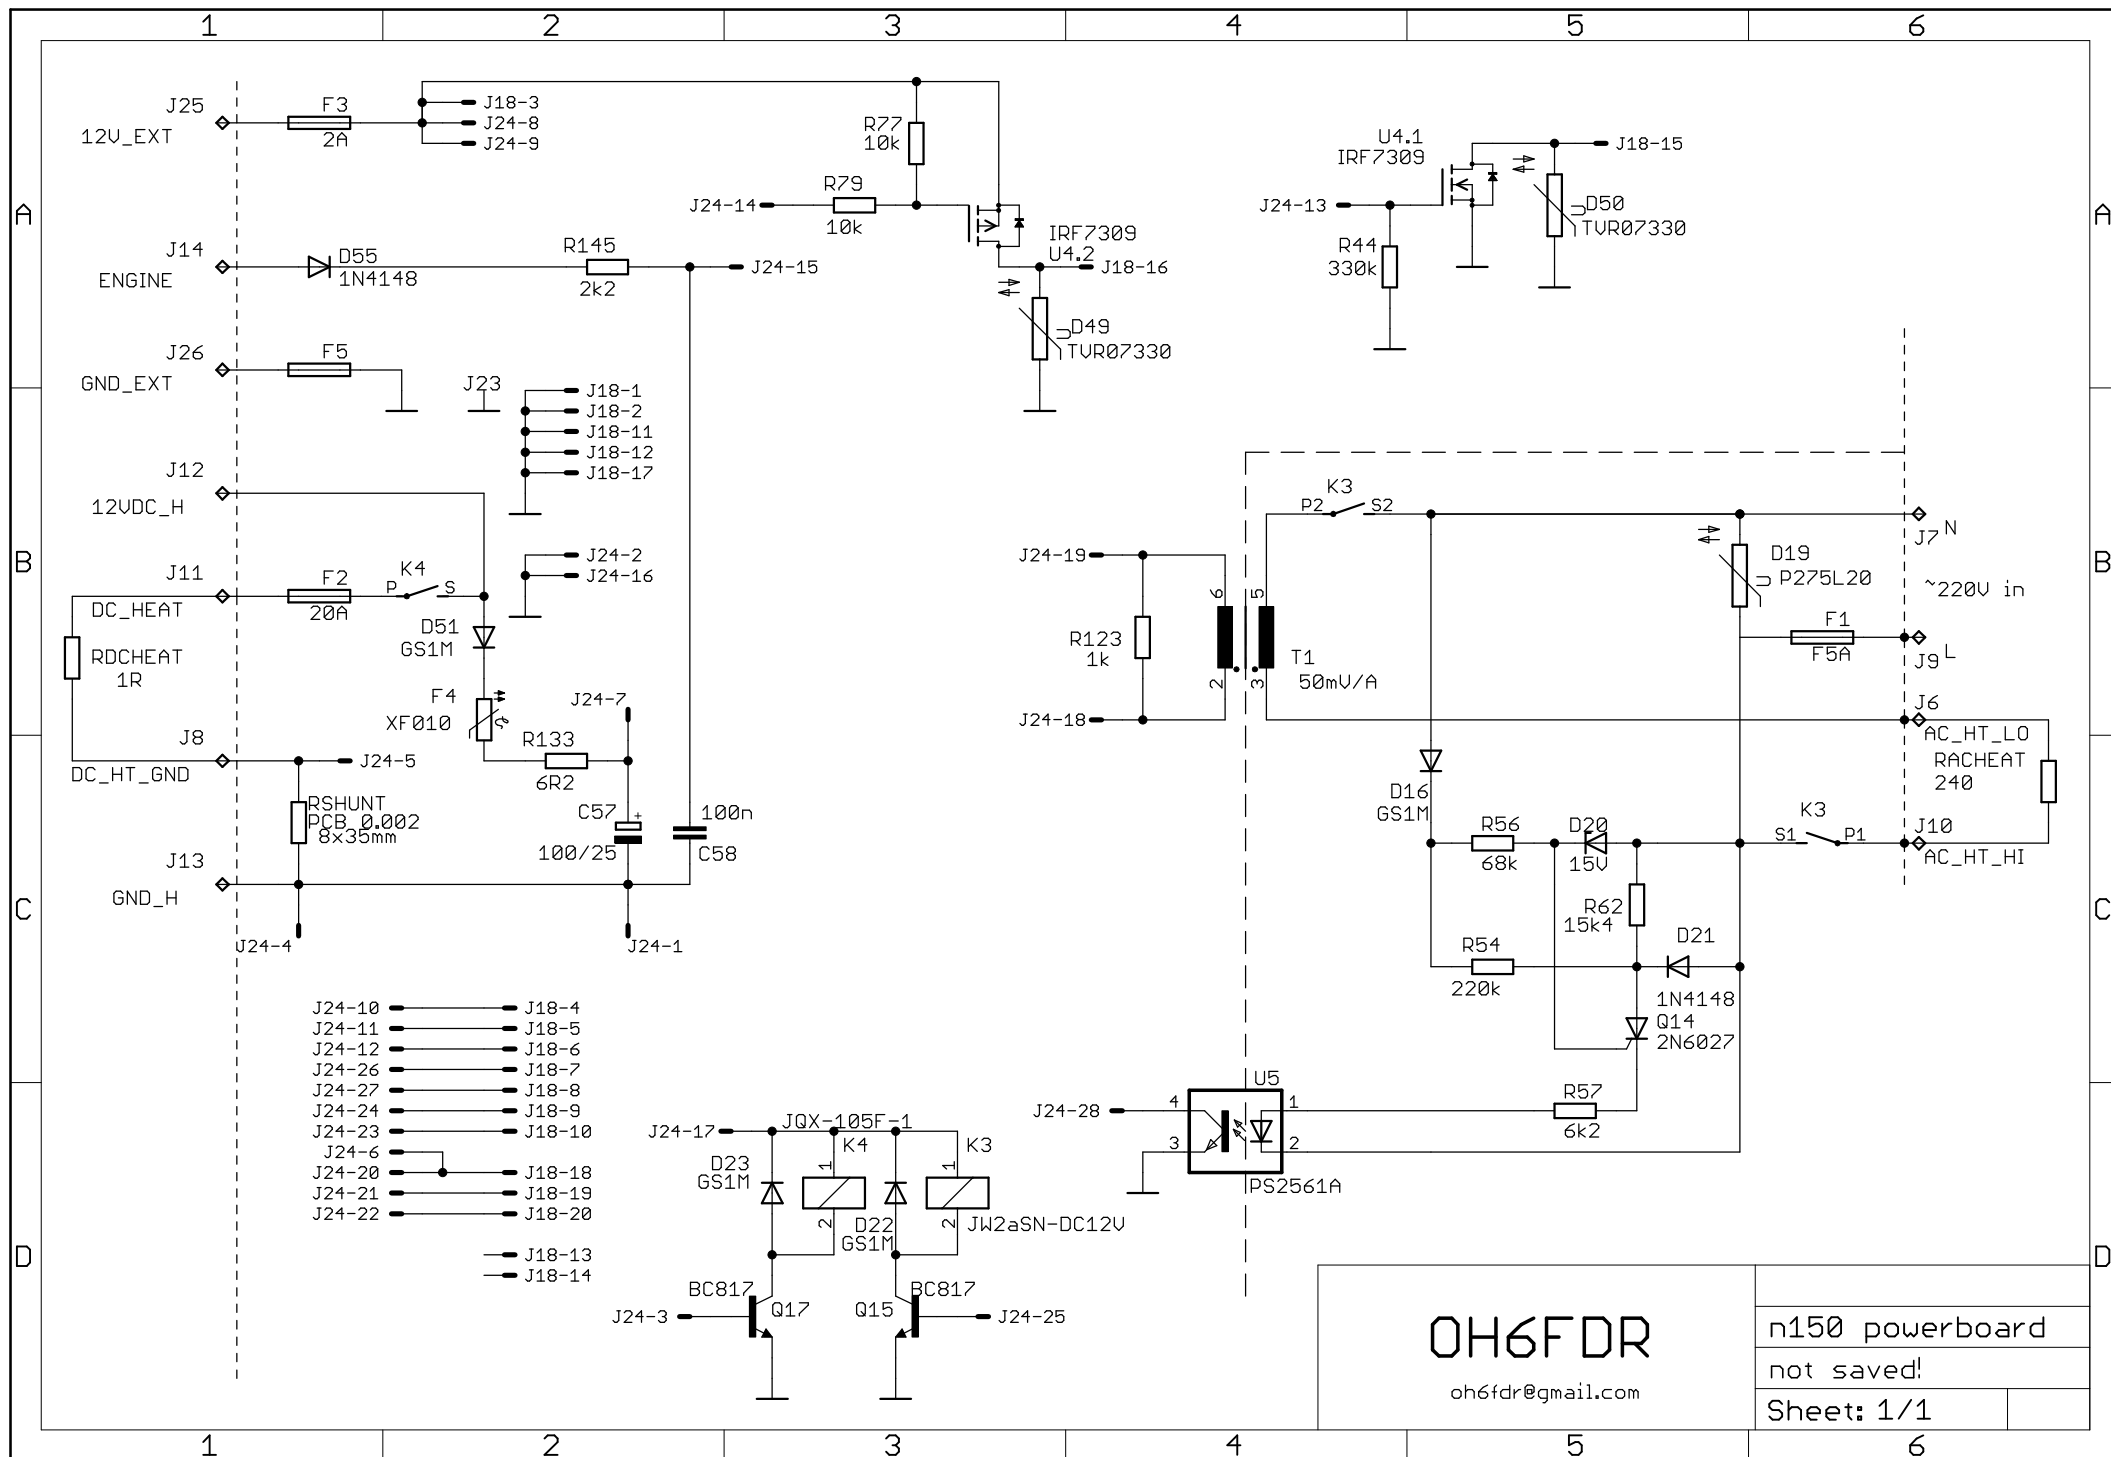 1 2 3 4 5 6
A
B
C
D
J25
12V_EXT
F3
2A
J18-3
J24-8
J24-9
R77
10k
R79
10k
J24-14
IRF7309
U4.2
J18-16
D49
U
TVR07330
U4.1
IRF7309
J18-15
J24-13
R44
330k
D50
U
TVR07330
J14
ENGINE
D55
1N4148
R145
2k2
J24-15
J26
GND_EXT
F5
J23
J18-1
J18-2
J18-11
J18-12
J18-17
J12
12VDC_H
J24-2
J24-16
J11
DC_HEAT
F2
20A
K4
P S
D51
GS1M
RDCHEAT
1R
F4
XF010
J24-7
R133
6R2
J8
DC_HT_GND
J24-5
RSHUNT
PCB 0.002
8x35mm
C57
+
100/25
100n
C58
J13
GND_H
J24-4
J24-1
J24-19
R123
1k
J24-18
6
5
2
3
T1
50mV/A
K3
P2 S2
N
J7
D19
U
P275L20
~220V in
F1
F5A
L
J9
J6
AC_HT_LO
RACHEAT
240
D16
GS1M
R56
68k
D20
15V
K3
S1 P1
J10
AC_HT_HI
R62
15k4
R54
220k
D21
1N4148
Q14
2N6027
U5
J24-28
4
3
1
2
PS2561A
R57
6k2
J24-10 J18-4
J24-11 J18-5
J24-12 J18-6
J24-26 J18-7
J24-27 J18-8
J24-24 J18-9
J24-23 J18-10
J24-6
J24-20 J18-18
J24-21 J18-19
J24-22 J18-20
J18-13
J18-14
J24-17
JQX-105F-1
K4
K3
D23
GS1M
1
2
D22
GS1M
1
2
JW2aSN-DC12V
BC817
Q17
J24-3
BC817
Q15
J24-25
OH6FDR
oh6fdr@gmail.com
n150 powerboard
not saved!
Sheet: 1/1
A
B
C
D
1 2 3 4 5 6